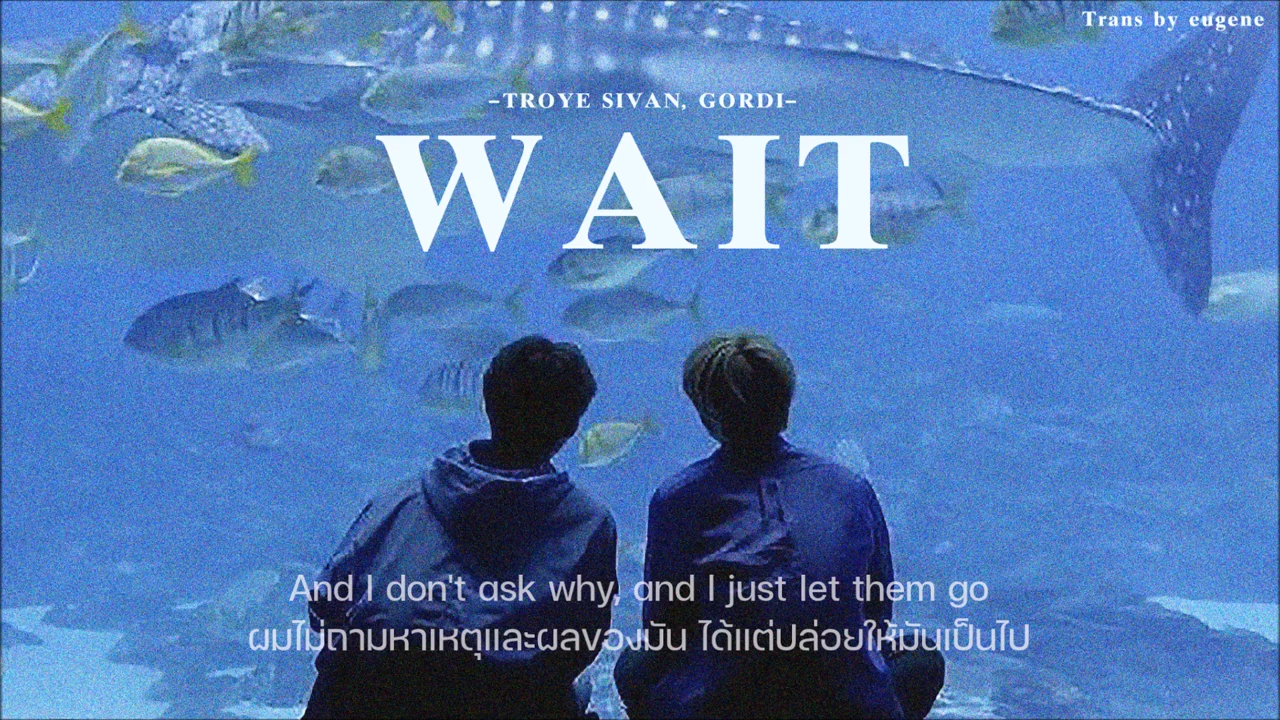 Trans by eugene
-TROYE SIVAN, GORDI-
WAIT
And I don't ask why, and I just let them go
ผมไม่ถามหาเหตุและผลของมัน ได้แต่ปล่อยให้มันเป็นไป